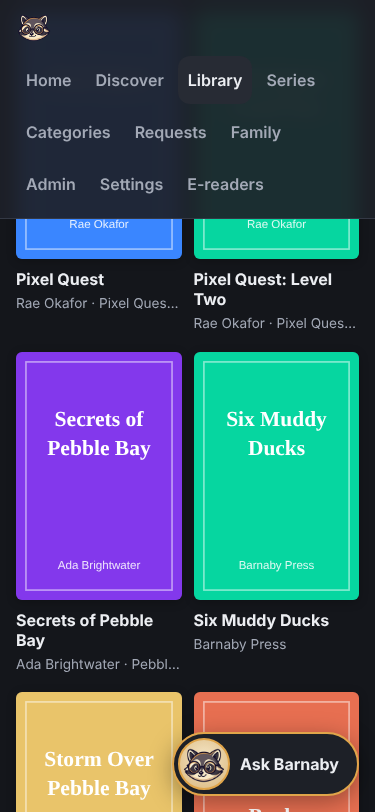 Home Discover Library Series
Categories Requests Family
Admin Settings E-readers
Rae Okafor
Rae Okafor
Pixel Quest
Rae Okafor · Pixel Ques...
Pixel Quest: Level
Two
Rae Okafor · Pixel Ques...
Secrets of
Pebble Bay
Ada Brightwater
Six Muddy
Ducks
Barnaby Press
Secrets of Pebble
Bay
Ada Brightwater · Pebbl...
Six Muddy Ducks
Barnaby Press
Storm Over
Pebble Bay
Ask Barnaby